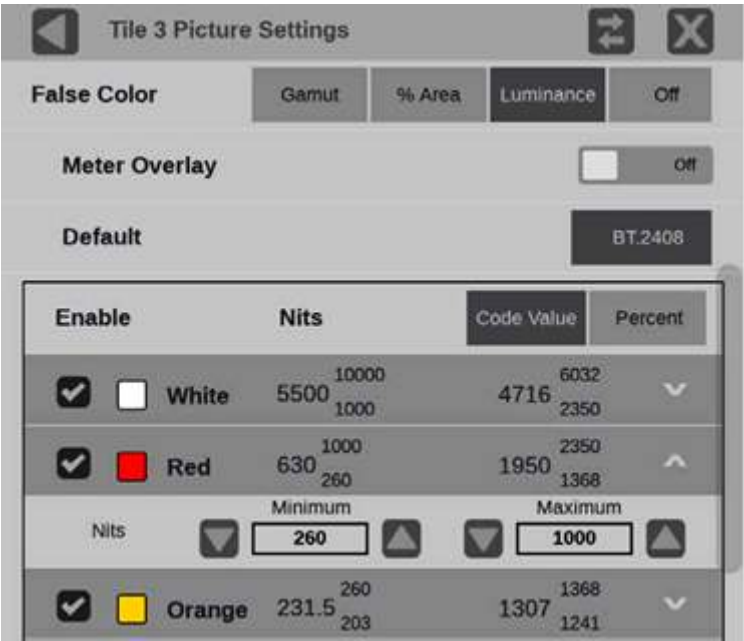 Tile 3 Picture Settings
False Color Gamut % Area Luminance Off
Meter Overlay Off
Default BT.2408
Enable Nits Code Value Percent
White 5500 10000 1000 4716 6032 2350
Red 630 1000 260 1950 2350 1368
Minimum Maximum
Nits 260 1000
Orange 231.5 260 203 1307 1368 1241